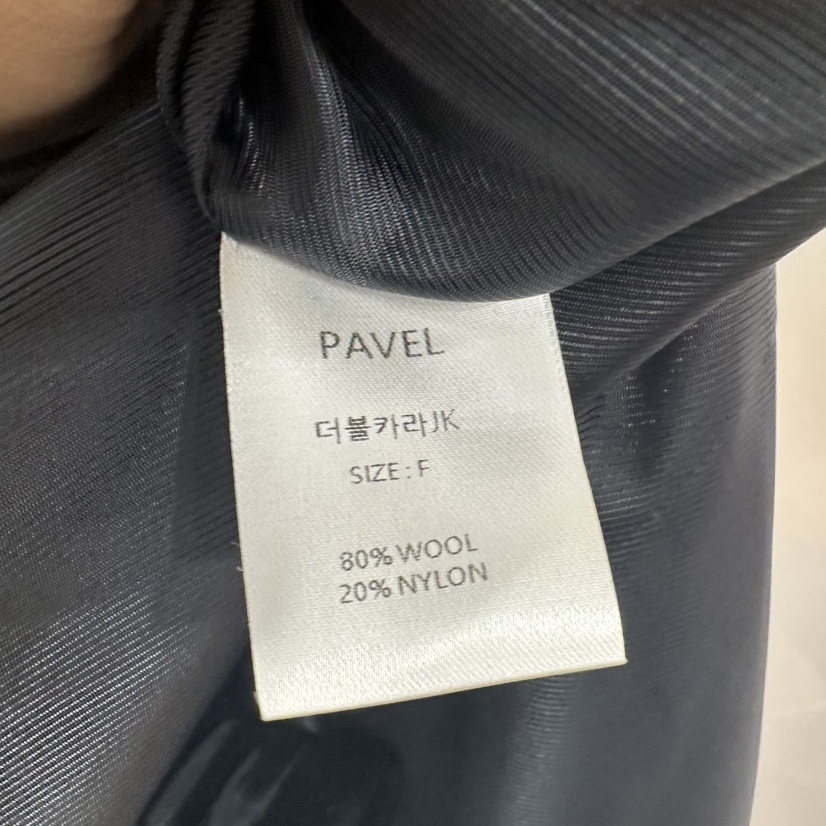 PAVEL
더블카라JK
SIZE : F
80% WOOL
20% NYLON